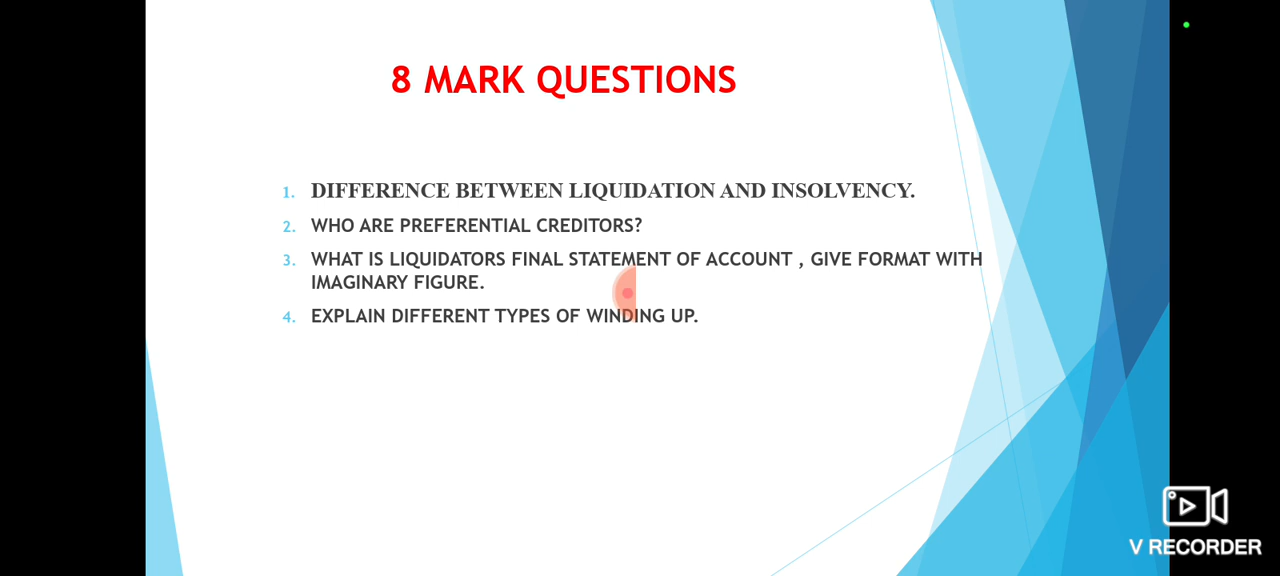 8 MARK QUESTIONS
1. DIFFERENCE BETWEEN LIQUIDATION AND INSOLVENCY.
2. WHO ARE PREFERENTIAL CREDITORS?
3. WHAT IS LIQUIDATORS FINAL STATEMENT OF ACCOUNT , GIVE FORMAT WITH
IMAGINARY FIGURE.
4. EXPLAIN DIFFERENT TYPES OF WINDING UP.
V RECORDER